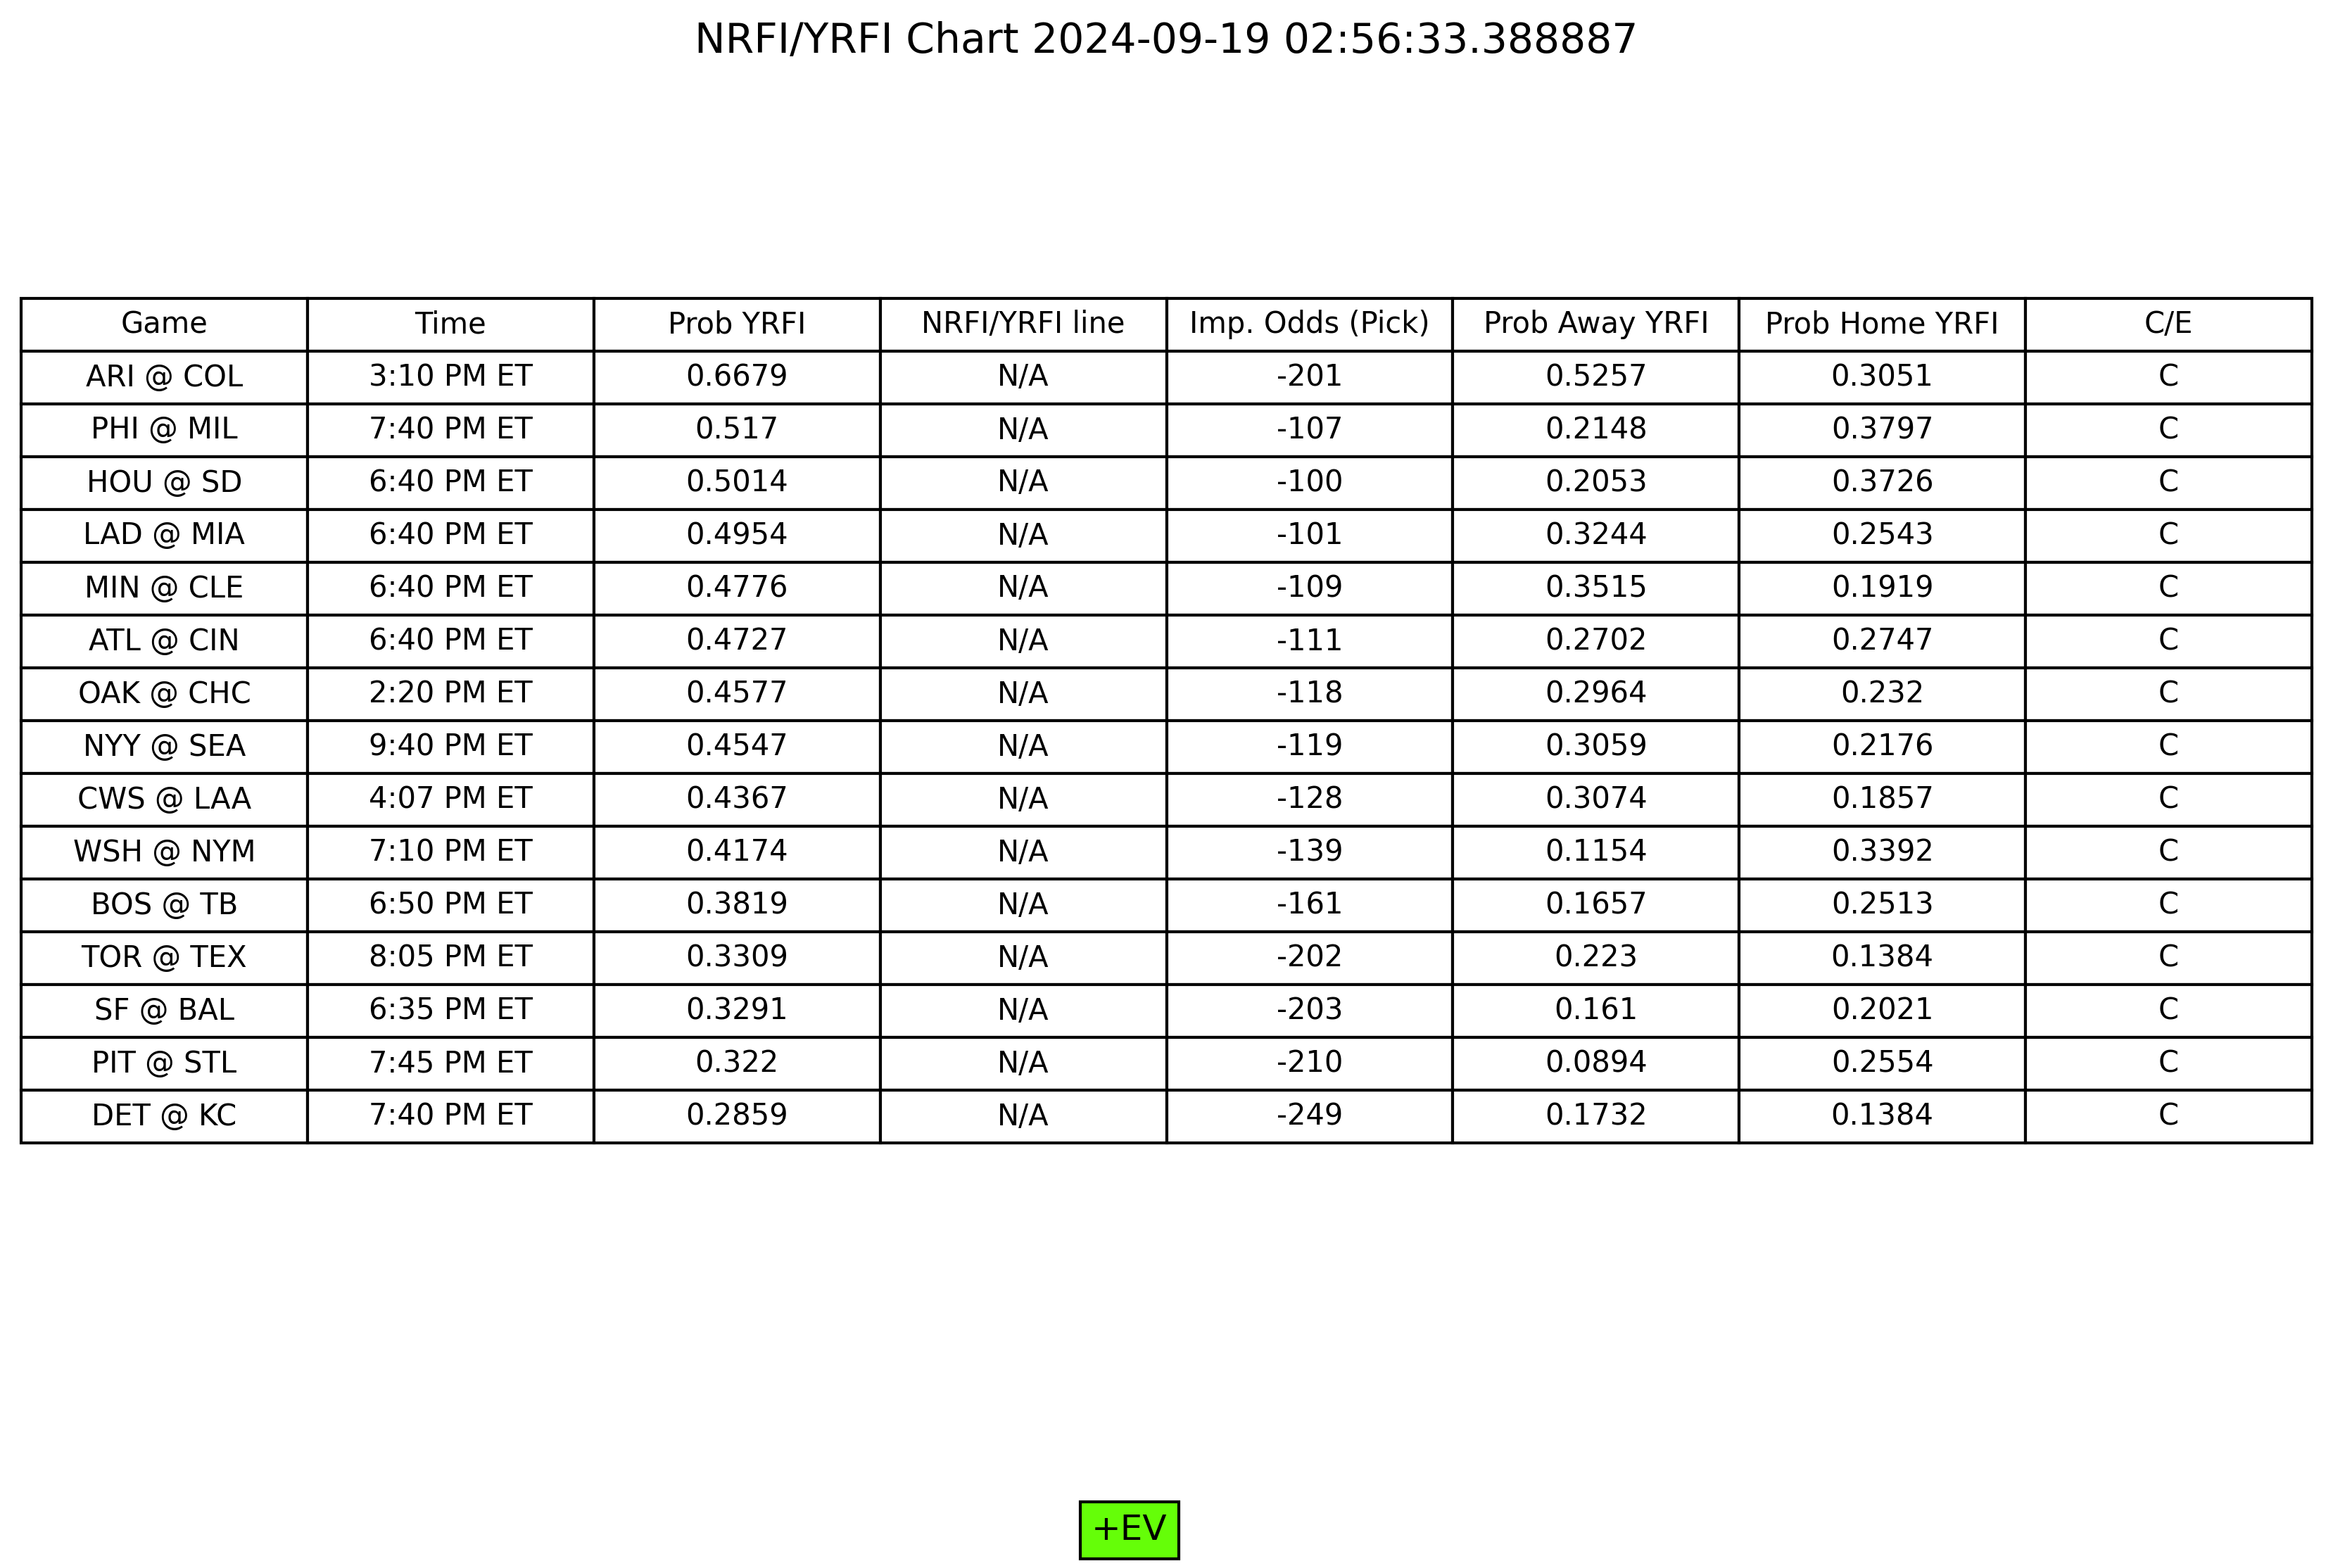 NRFI/YRFI Chart 2024-09-19 02:56:33.388887
Game Time Prob YRFI NRFI/YRFI line Imp. Odds (Pick) Prob Away YRFI Prob Home YRFI C/E
ARI @ COL 3:10 PM ET 0.6679 N/A -201 0.5257 0.3051 C
PHI @ MIL 7:40 PM ET 0.517 N/A -107 0.2148 0.3797 C
HOU @ SD 6:40 PM ET 0.5014 N/A -100 0.2053 0.3726 C
LAD @ MIA 6:40 PM ET 0.4954 N/A -101 0.3244 0.2543 C
MIN @ CLE 6:40 PM ET 0.4776 N/A -109 0.3515 0.1919 C
ATL @ CIN 6:40 PM ET 0.4727 N/A -111 0.2702 0.2747 C
OAK @ CHC 2:20 PM ET 0.4577 N/A -118 0.2964 0.232 C
NYY @ SEA 9:40 PM ET 0.4547 N/A -119 0.3059 0.2176 C
CWS @ LAA 4:07 PM ET 0.4367 N/A -128 0.3074 0.1857 C
WSH @ NYM 7:10 PM ET 0.4174 N/A -139 0.1154 0.3392 C
BOS @ TB 6:50 PM ET 0.3819 N/A -161 0.1657 0.2513 C
TOR @ TEX 8:05 PM ET 0.3309 N/A -202 0.223 0.1384 C
SF @ BAL 6:35 PM ET 0.3291 N/A -203 0.161 0.2021 C
PIT @ STL 7:45 PM ET 0.322 N/A -210 0.0894 0.2554 C
DET @ KC 7:40 PM ET 0.2859 N/A -249 0.1732 0.1384 C
+EV